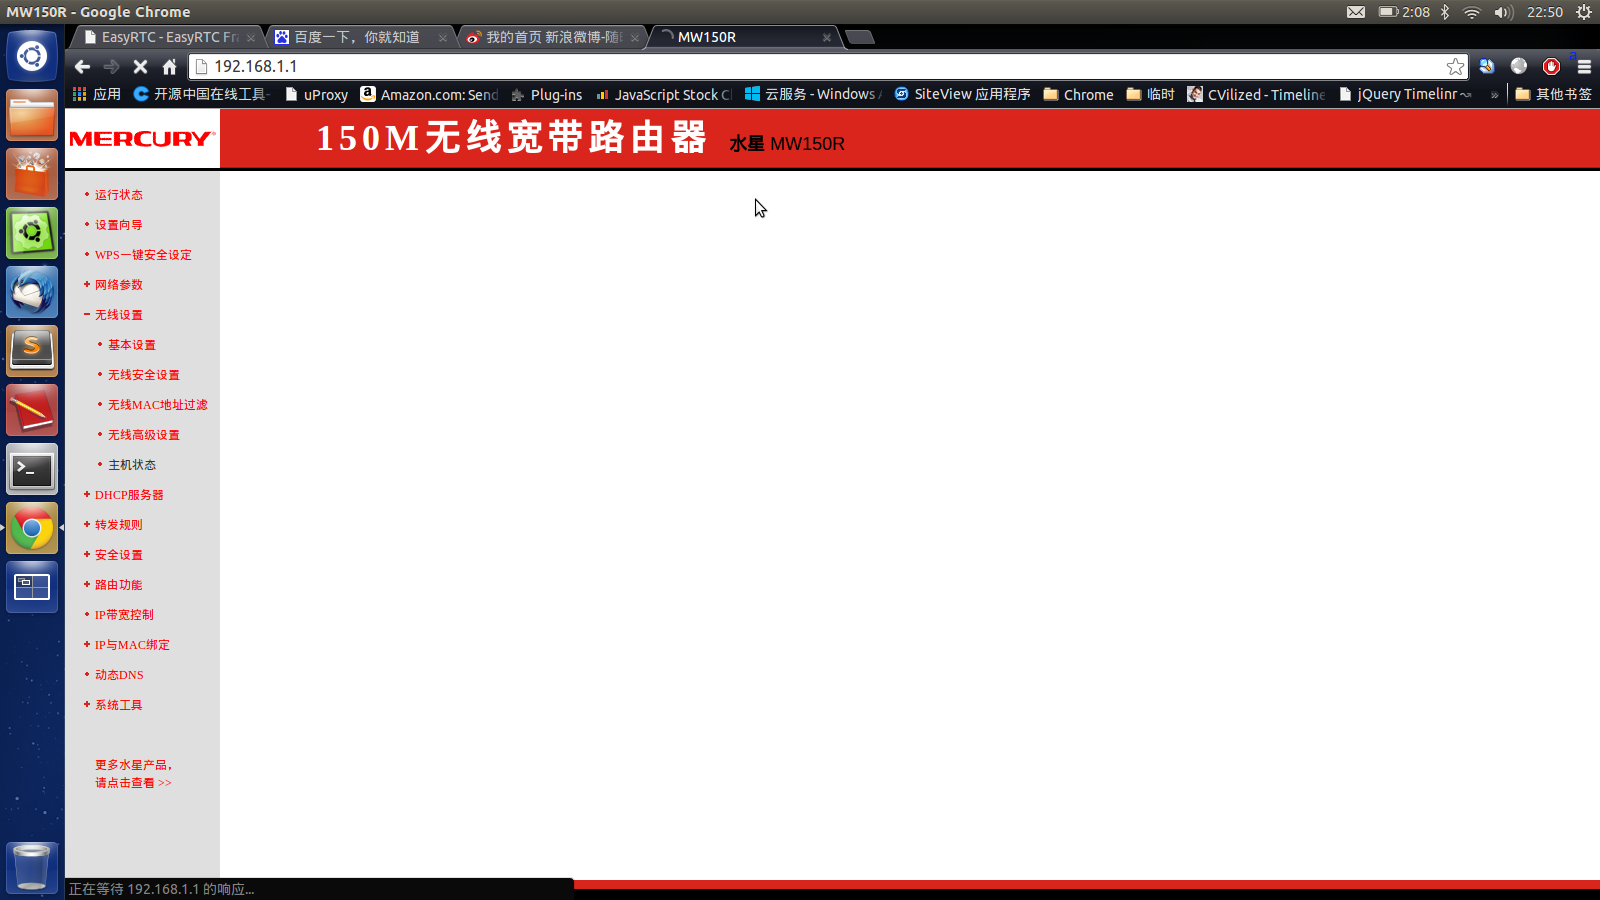 MW150R - Google Chrome
2:08
22:50
EasyRTC - EasyRTC Fr
百度一下，你就知道
我的首页 新浪微博-随
MW150R
192.168.1.1
应用
开源中国在线工具
uProxy
Amazon.com: Send
Plug-ins
JavaScript Stock C
云服务 - Windows
SiteView 应用程序
Chrome
临时
CVilized - Timeline
jQuery Timelinr
»
其他书签
MERCURY
150M无线宽带路由器
水星 MW150R
运行状态
设置向导
WPS一键安全设定
网络参数
无线设置
基本设置
无线安全设置
无线MAC地址过滤
无线高级设置
主机状态
DHCP服务器
转发规则
安全设置
路由功能
IP带宽控制
IP与MAC绑定
动态DNS
系统工具
更多水星产品，
请点击查看 >>
正在等待 192.168.1.1 的响应...